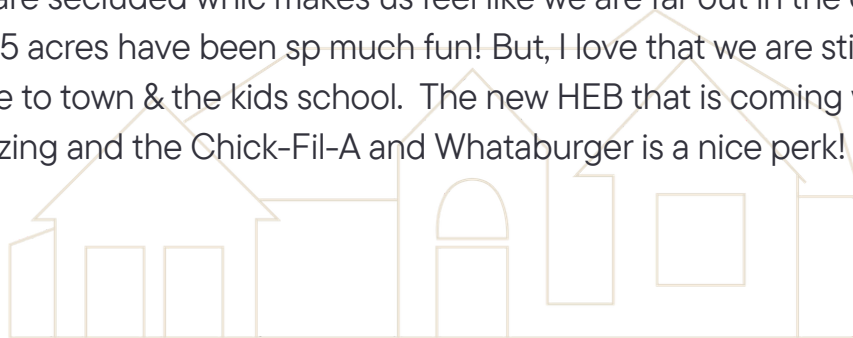 are secluded whic makes us feel like we are far out in the
5 acres have been sp much fun! But, I love that we are sti
e to town & the kids school. The new HEB that is coming
zing and the Chick-Fil-A and Whataburger is a nice perk!